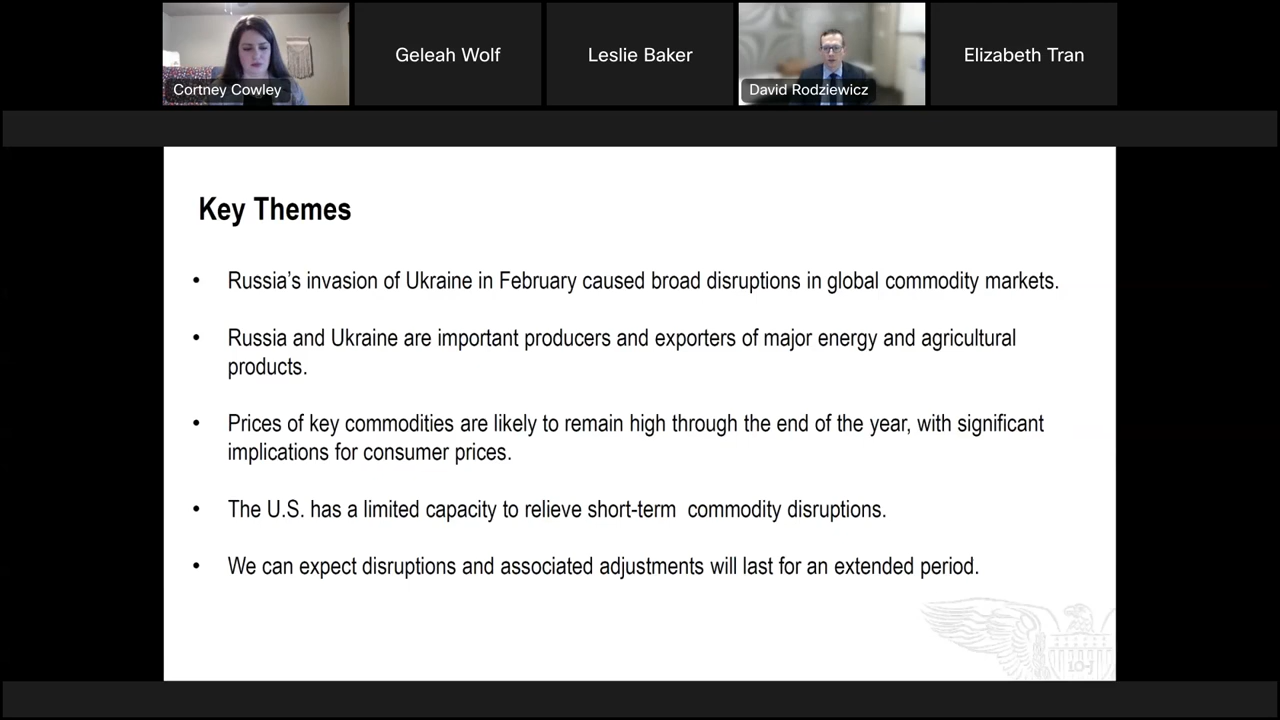 Cortney Cowley
Geleah Wolf
Leslie Baker
David Rodziewicz
Elizabeth Tran
Key Themes
• Russia's invasion of Ukraine in February caused broad disruptions in global commodity markets.
• Russia and Ukraine are important producers and exporters of major energy and agricultural
products.
• Prices of key commodities are likely to remain high through the end of the year, with significant
implications for consumer prices.
• The U.S. has a limited capacity to relieve short-term  commodity disruptions.
• We can expect disruptions and associated adjustments will last for an extended period.
10-J